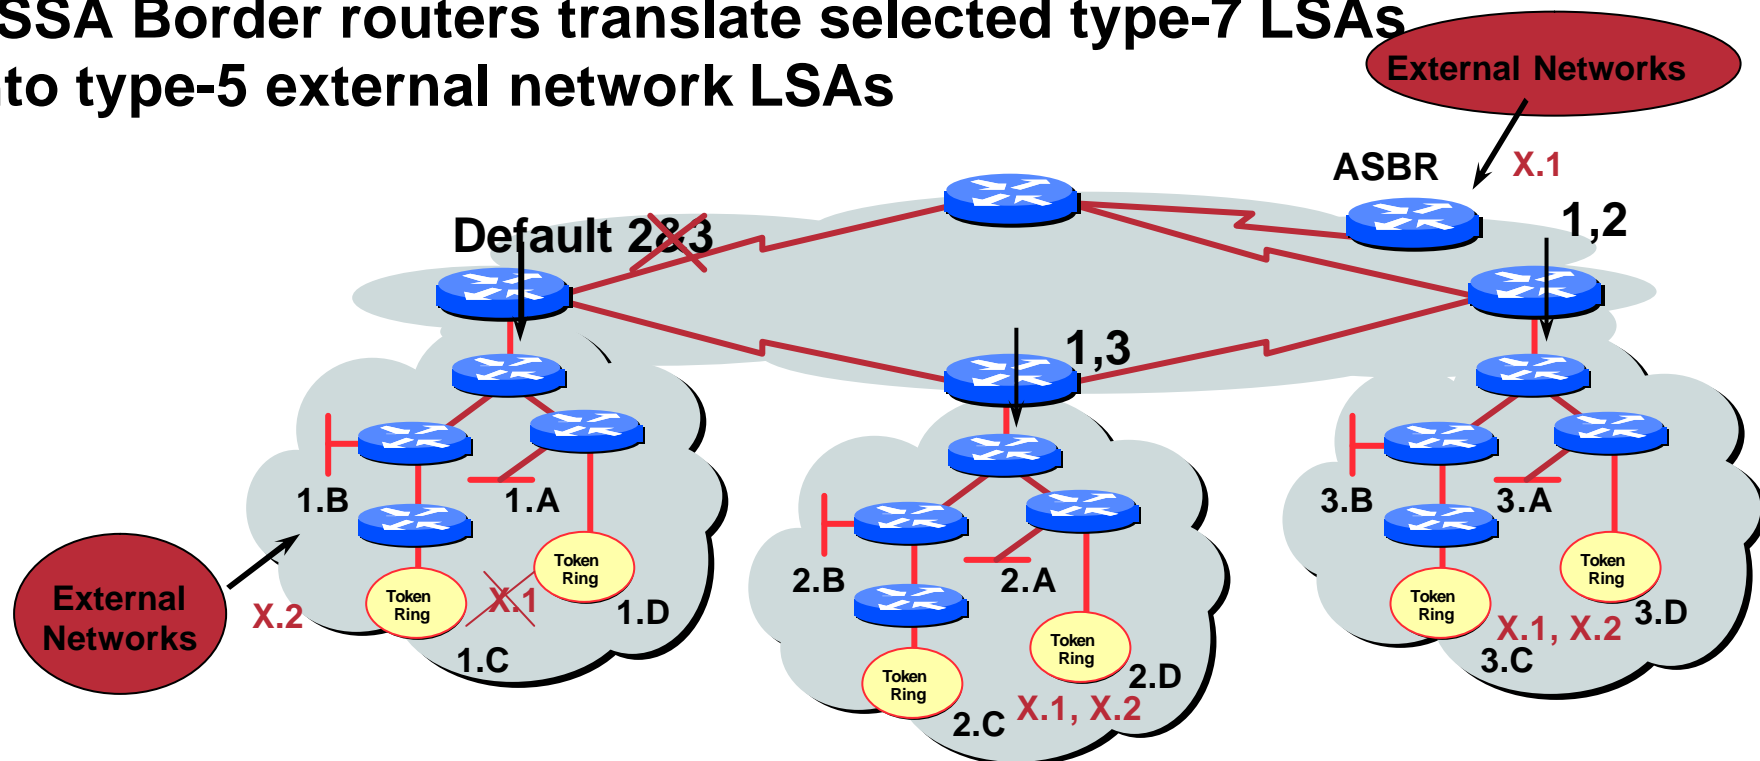 SSA Border routers translate selected type-7 LSAs
to type-5 external network LSAs
External Networks
ASBR
X.1
1,2
Default 2&3
1,3
1.B
1.A
3.B
3.A
2.B
2.A
Token
Ring
Token
Ring
X.1
1.D
1.C
External
Networks
X.2
Token
Ring
Token
Ring
2.D
X.1, X.2
2.C
Token
Ring
Token
Ring
3.D
X.1, X.2
3.C